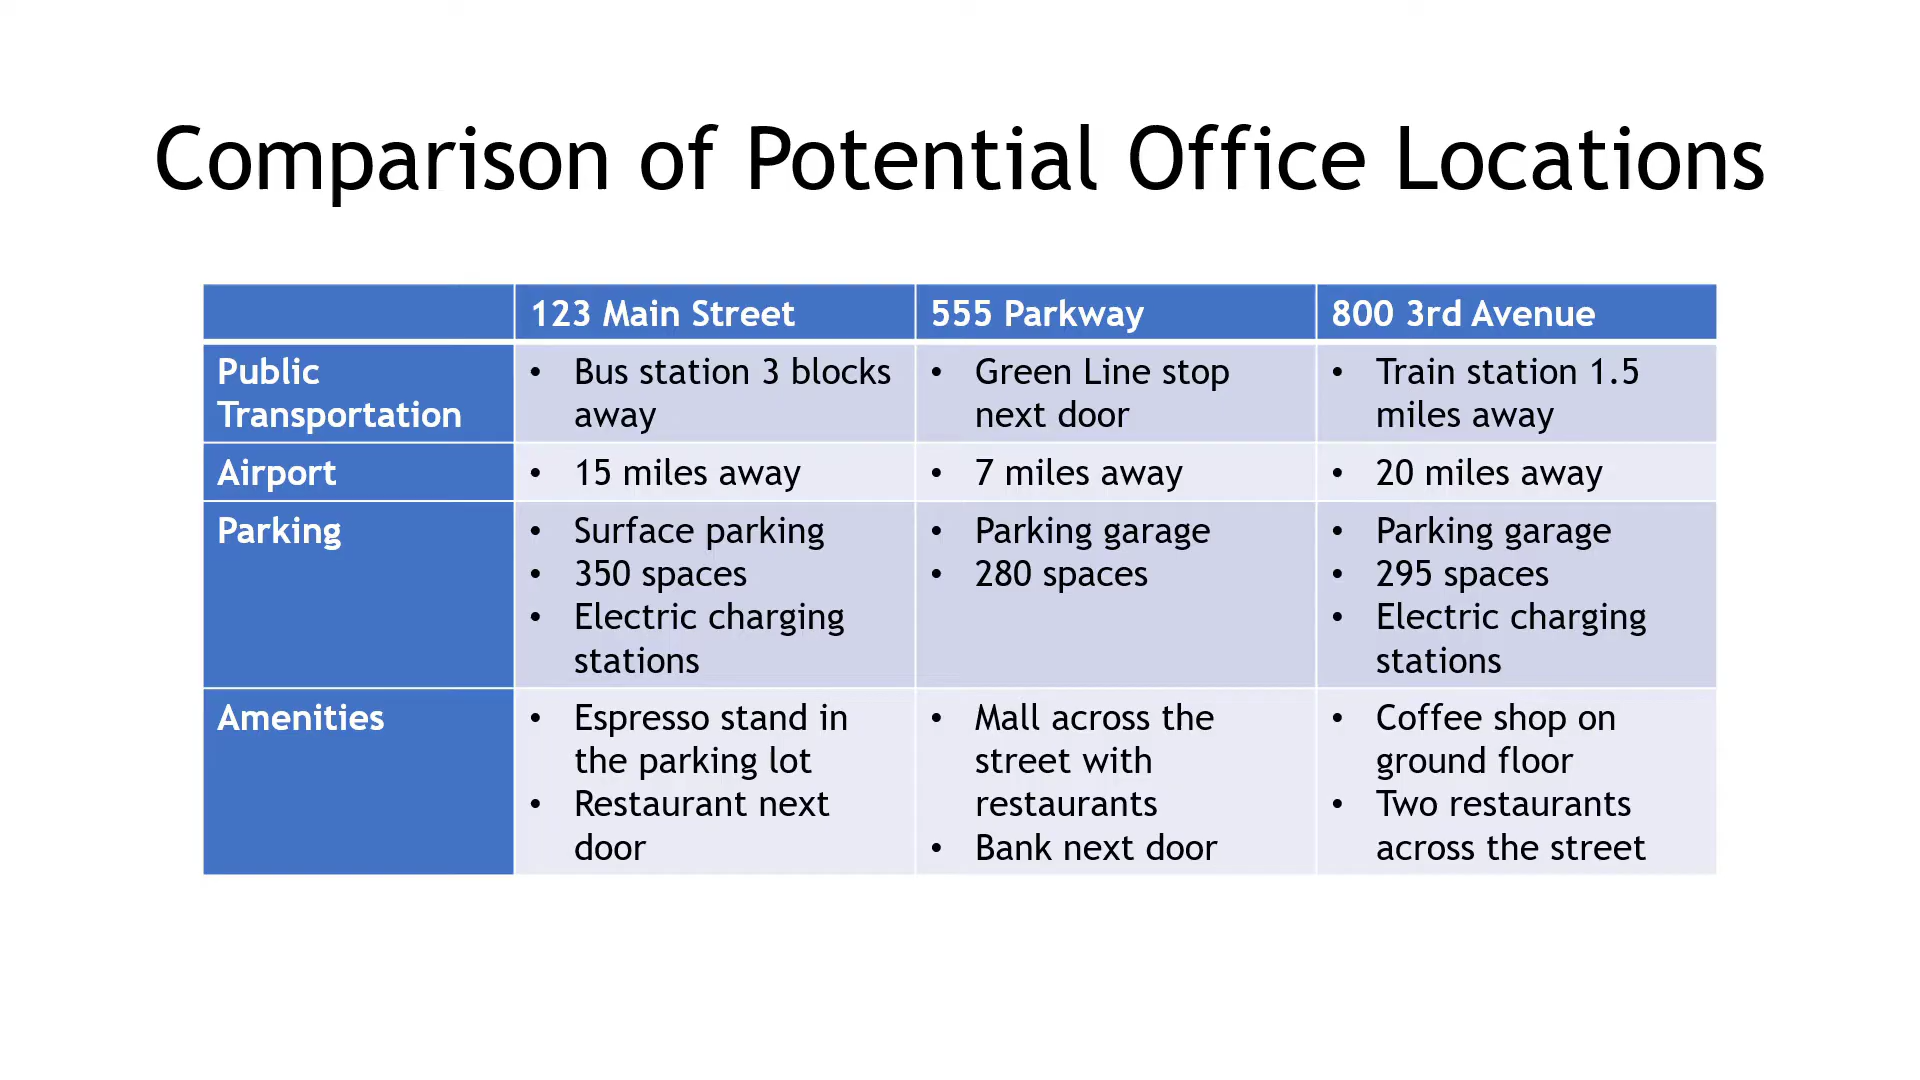 Comparison of Potential Office Locations
123 Main Street
555 Parkway
800 3rd Avenue
Public
Transportation
• Bus station 3 blocks
away
• Green Line stop
next door
• Train station 1.5
miles away
Airport
• 15 miles away
• 7 miles away
• 20 miles away
Parking
• Surface parking
• 350 spaces
• Electric charging
stations
• Parking garage
• 280 spaces
• Parking garage
• 295 spaces
• Electric charging
stations
Amenities
• Espresso stand in
the parking lot
• Restaurant next
door
• Mall across the
street with
restaurants
• Bank next door
• Coffee shop on
ground floor
• Two restaurants
across the street